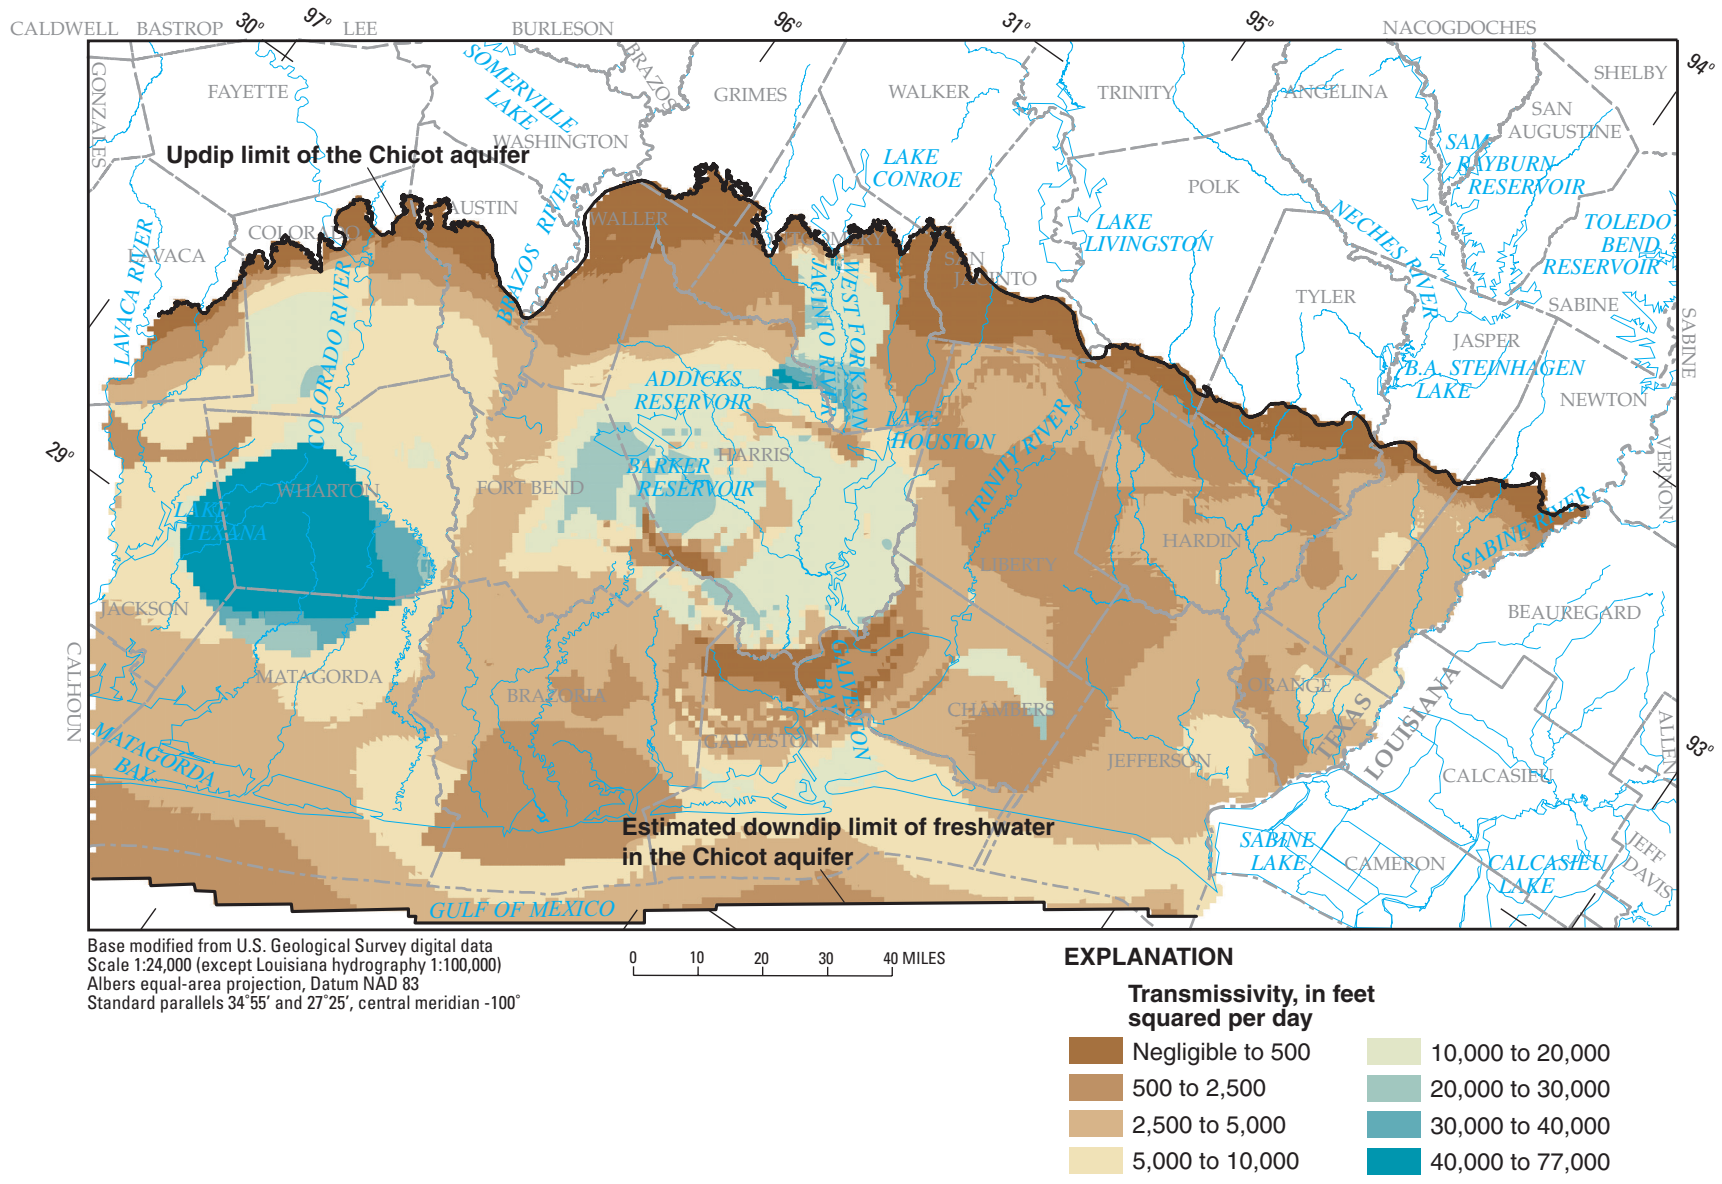 CALDWELL
BASTROP
30°
97°
LEE
BURLESON
96°
31°
95°
NACOGDOCHES
94°
GONZALES
FAYETTE
SOMERVILLE
LAKE
BRAZOS
GRIMES
WALKER
TRINITY
ANGELINA
SHELBY
SAN
AUGUSTINE
WASHINGTON
Updip limit of the Chicot aquifer
LAKE
CONROE
SAM
RAYBURN
RESERVOIR
POLK
AUSTIN
BRAZOS RIVER
WALLER
COLORADO
LAVACA
LAVACA RIVER
MONTGOMERY
SAN
JACINTO
LAKE
LIVINGSTON
NECHES RIVER
TOLEDO
BEND
RESERVOIR
TYLER
SABINE
SABINE
JASPER
COLORADO RIVER
WEST FORK SAN
JACINTO RIVER
B.A. STEINHAGEN
LAKE
NEWTON
ADDICKS
RESERVOIR
LAKE
HOUSTON
TRINITY RIVER
29°
HARRIS
BARKER
RESERVOIR
VERNON
WHARTON
FORT BEND
LAKE
TEXANA
SABINE RIVER
HARDIN
LIBERTY
JACKSON
BEAUREGARD
CALHOUN
MATAGORDA
BRAZORIA
GALVESTON
BAY
ORANGE
CHAMBERS
TEXAS
LOUISIANA
ALLEN
93°
MATAGORDA
BAY
GALVESTON
JEFFERSON
CALCASIEU
Estimated downdip limit of freshwater
in the Chicot aquifer
SABINE
LAKE
CAMERON
CALCASIEU
LAKE
JEFF
DAVIS
GULF OF MEXICO
Base modified from U.S. Geological Survey digital data
Scale 1:24,000 (except Louisiana hydrography 1:100,000)
Albers equal-area projection, Datum NAD 83
Standard parallels 34°55′ and 27°25′, central meridian -100°
0 10 20 30 40 MILES
EXPLANATION
Transmissivity, in feet
squared per day
Negligible to 500
500 to 2,500
2,500 to 5,000
5,000 to 10,000
10,000 to 20,000
20,000 to 30,000
30,000 to 40,000
40,000 to 77,000